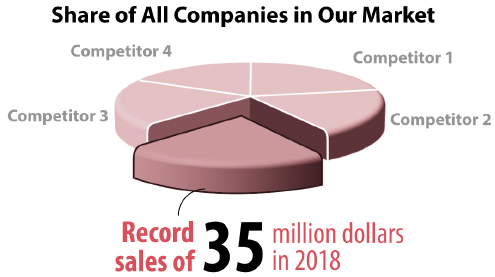 Share of All Companies in Our Market
Competitor 4
Competitor 1
Competitor 3
Competitor 2
Record sales of 35 million dollars in 2018